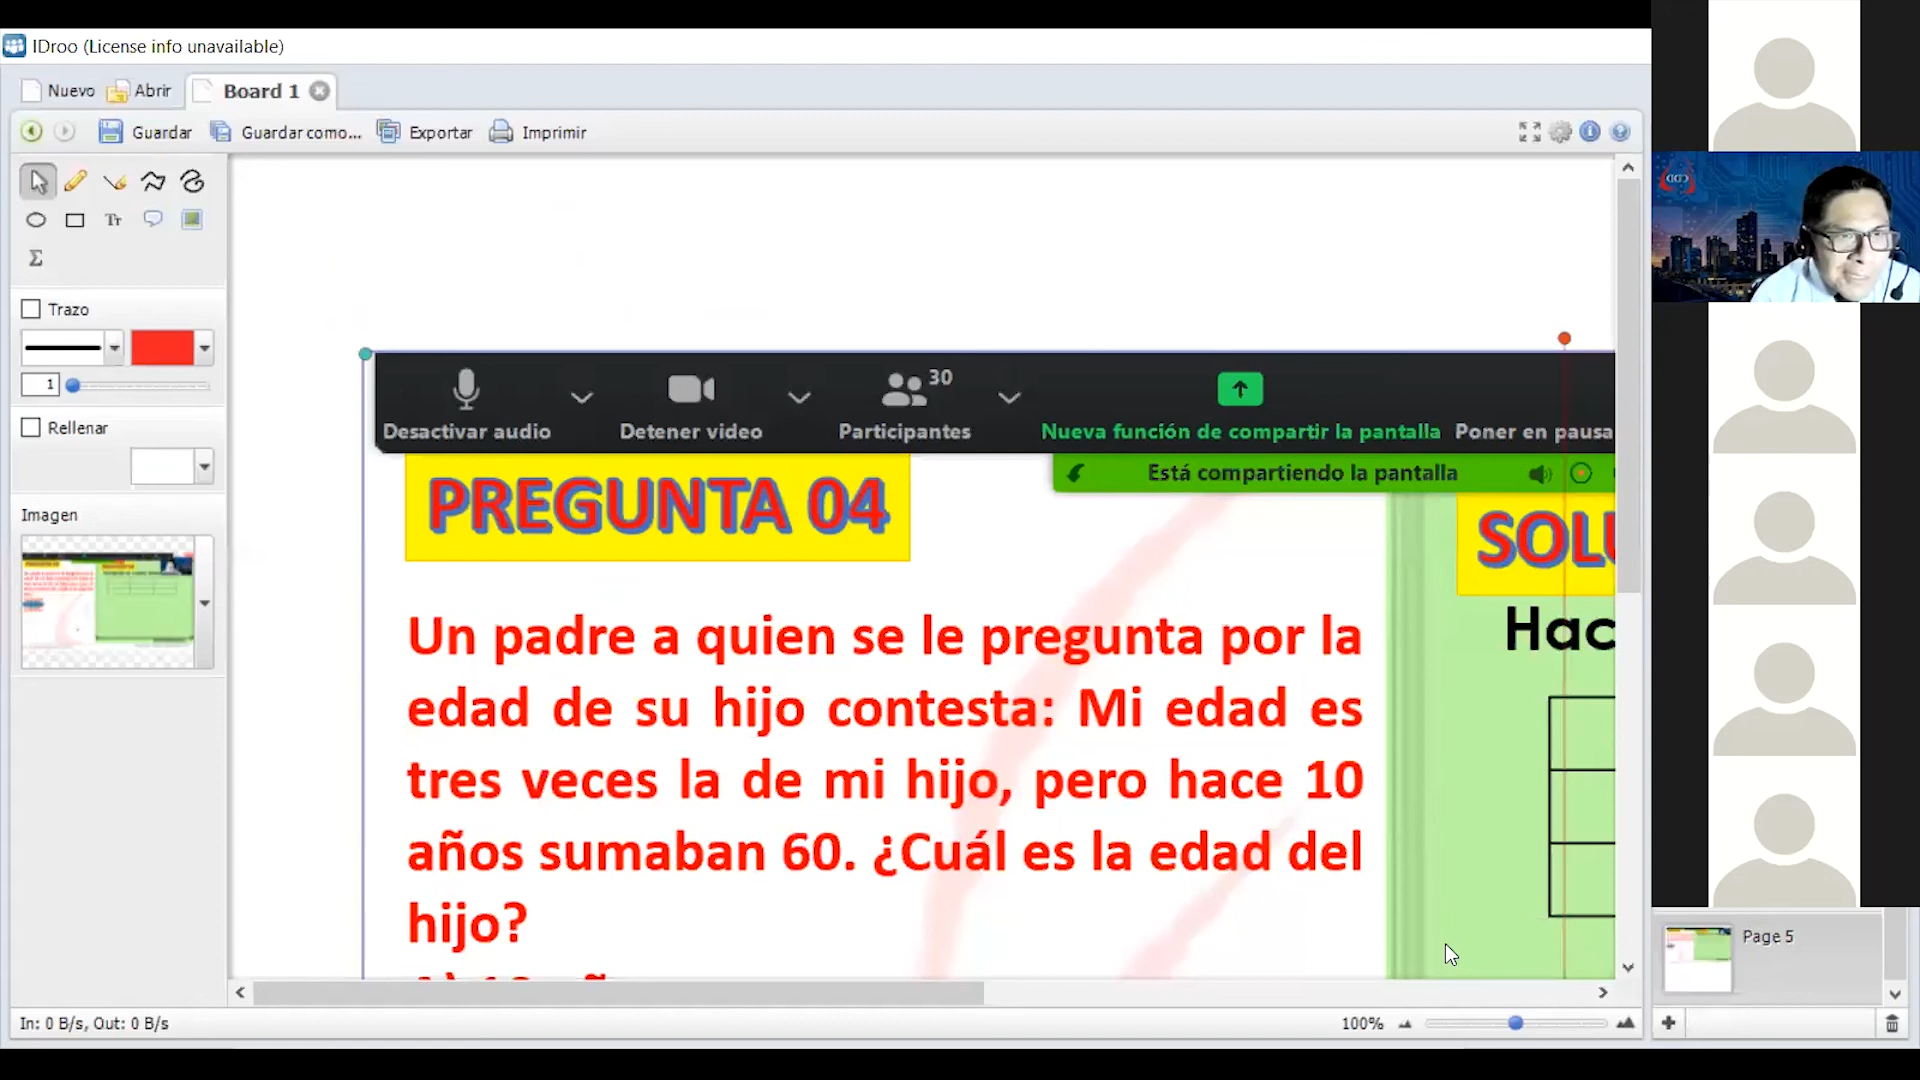 IDroo (License info unavailable)
Nuevo Abrir Board 1
Guardar Guardar como... Exportar Imprimir
Tr
Σ
Trazo
1
Rellenar
Imagen
30
Desactivar audio Detener video Participantes Nueva función de compartir la pantalla Poner en pausa
Está compartiendo la pantalla
PREGUNTA 04
Un padre a quien se le pregunta por la
edad de su hijo contesta: Mi edad es
tres veces la de mi hijo, pero hace 10
años sumaban 60. ¿Cuál es la edad del
hijo?
SOLU
Hac
Page 5
In: 0 B/s, Out: 0 B/s
100%